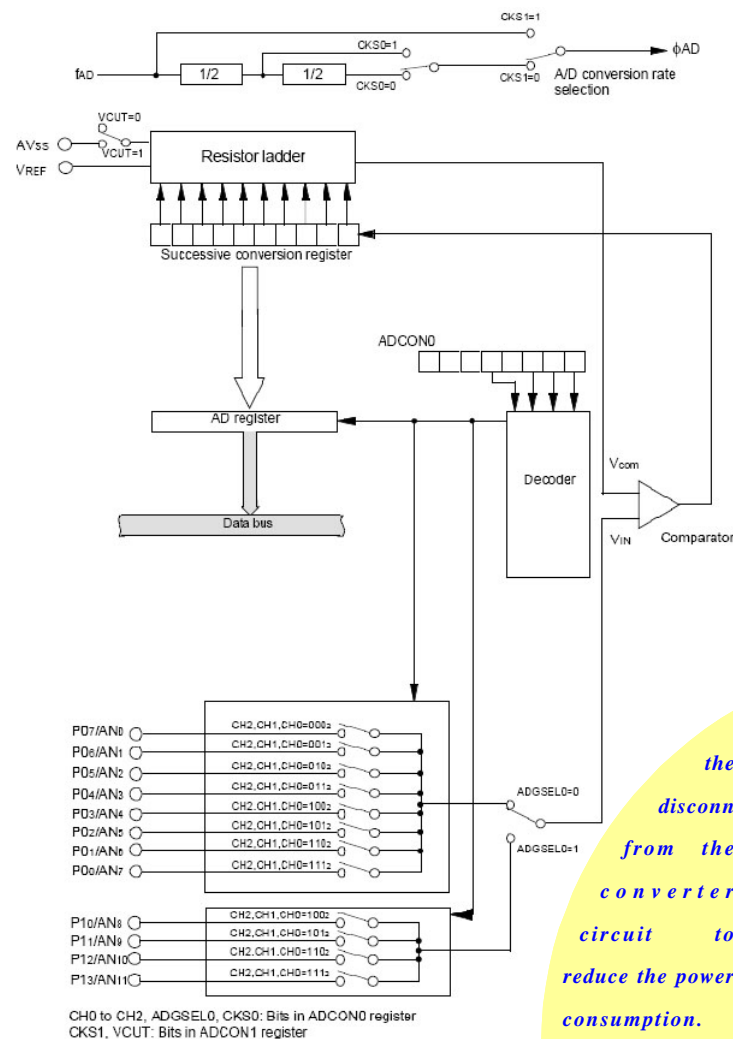 CKS1=1
CKS0=1
fAD
1/2
1/2
CKS0=0
CKS1=0
φAD
A/D conversion rate
selection
VCUT=0
AVss
VCUT=1
VREF
Resistor ladder
Successive conversion register
ADCON0
AD register
Decoder
Vcom
Data bus
VIN
Comparator
P07/AN0
CH2,CH1,CH0=0002
P06/AN1
CH2,CH1,CH0=0012
P05/AN2
CH2,CH1,CH0=0102
P04/AN3
CH2,CH1,CH0=0112
P03/AN4
CH2.CH1,CH0=1002
P02/AN5
CH2,CH1,CH0=1012
P01/AN6
CH2,CH1,CH0=1102
P00/AN7
CH2,CH1,CH0=1112
ADGSEL0=0
ADGSEL0=1
P10/AN8
CH2,CH1,CH0=1002
P11/AN9
CH2,CH1,CH0=1012
P12/AN10
CH2.CH1,CH0=1102
P13/AN11
CH2,CH1,CH0=1112
the
disconn
from the
converter
circuit to
reduce the power
consumption.
CH0 to CH2, ADGSEL0, CKS0: Bits in ADCON0 register
CKS1, VCUT: Bits in ADCON1 register